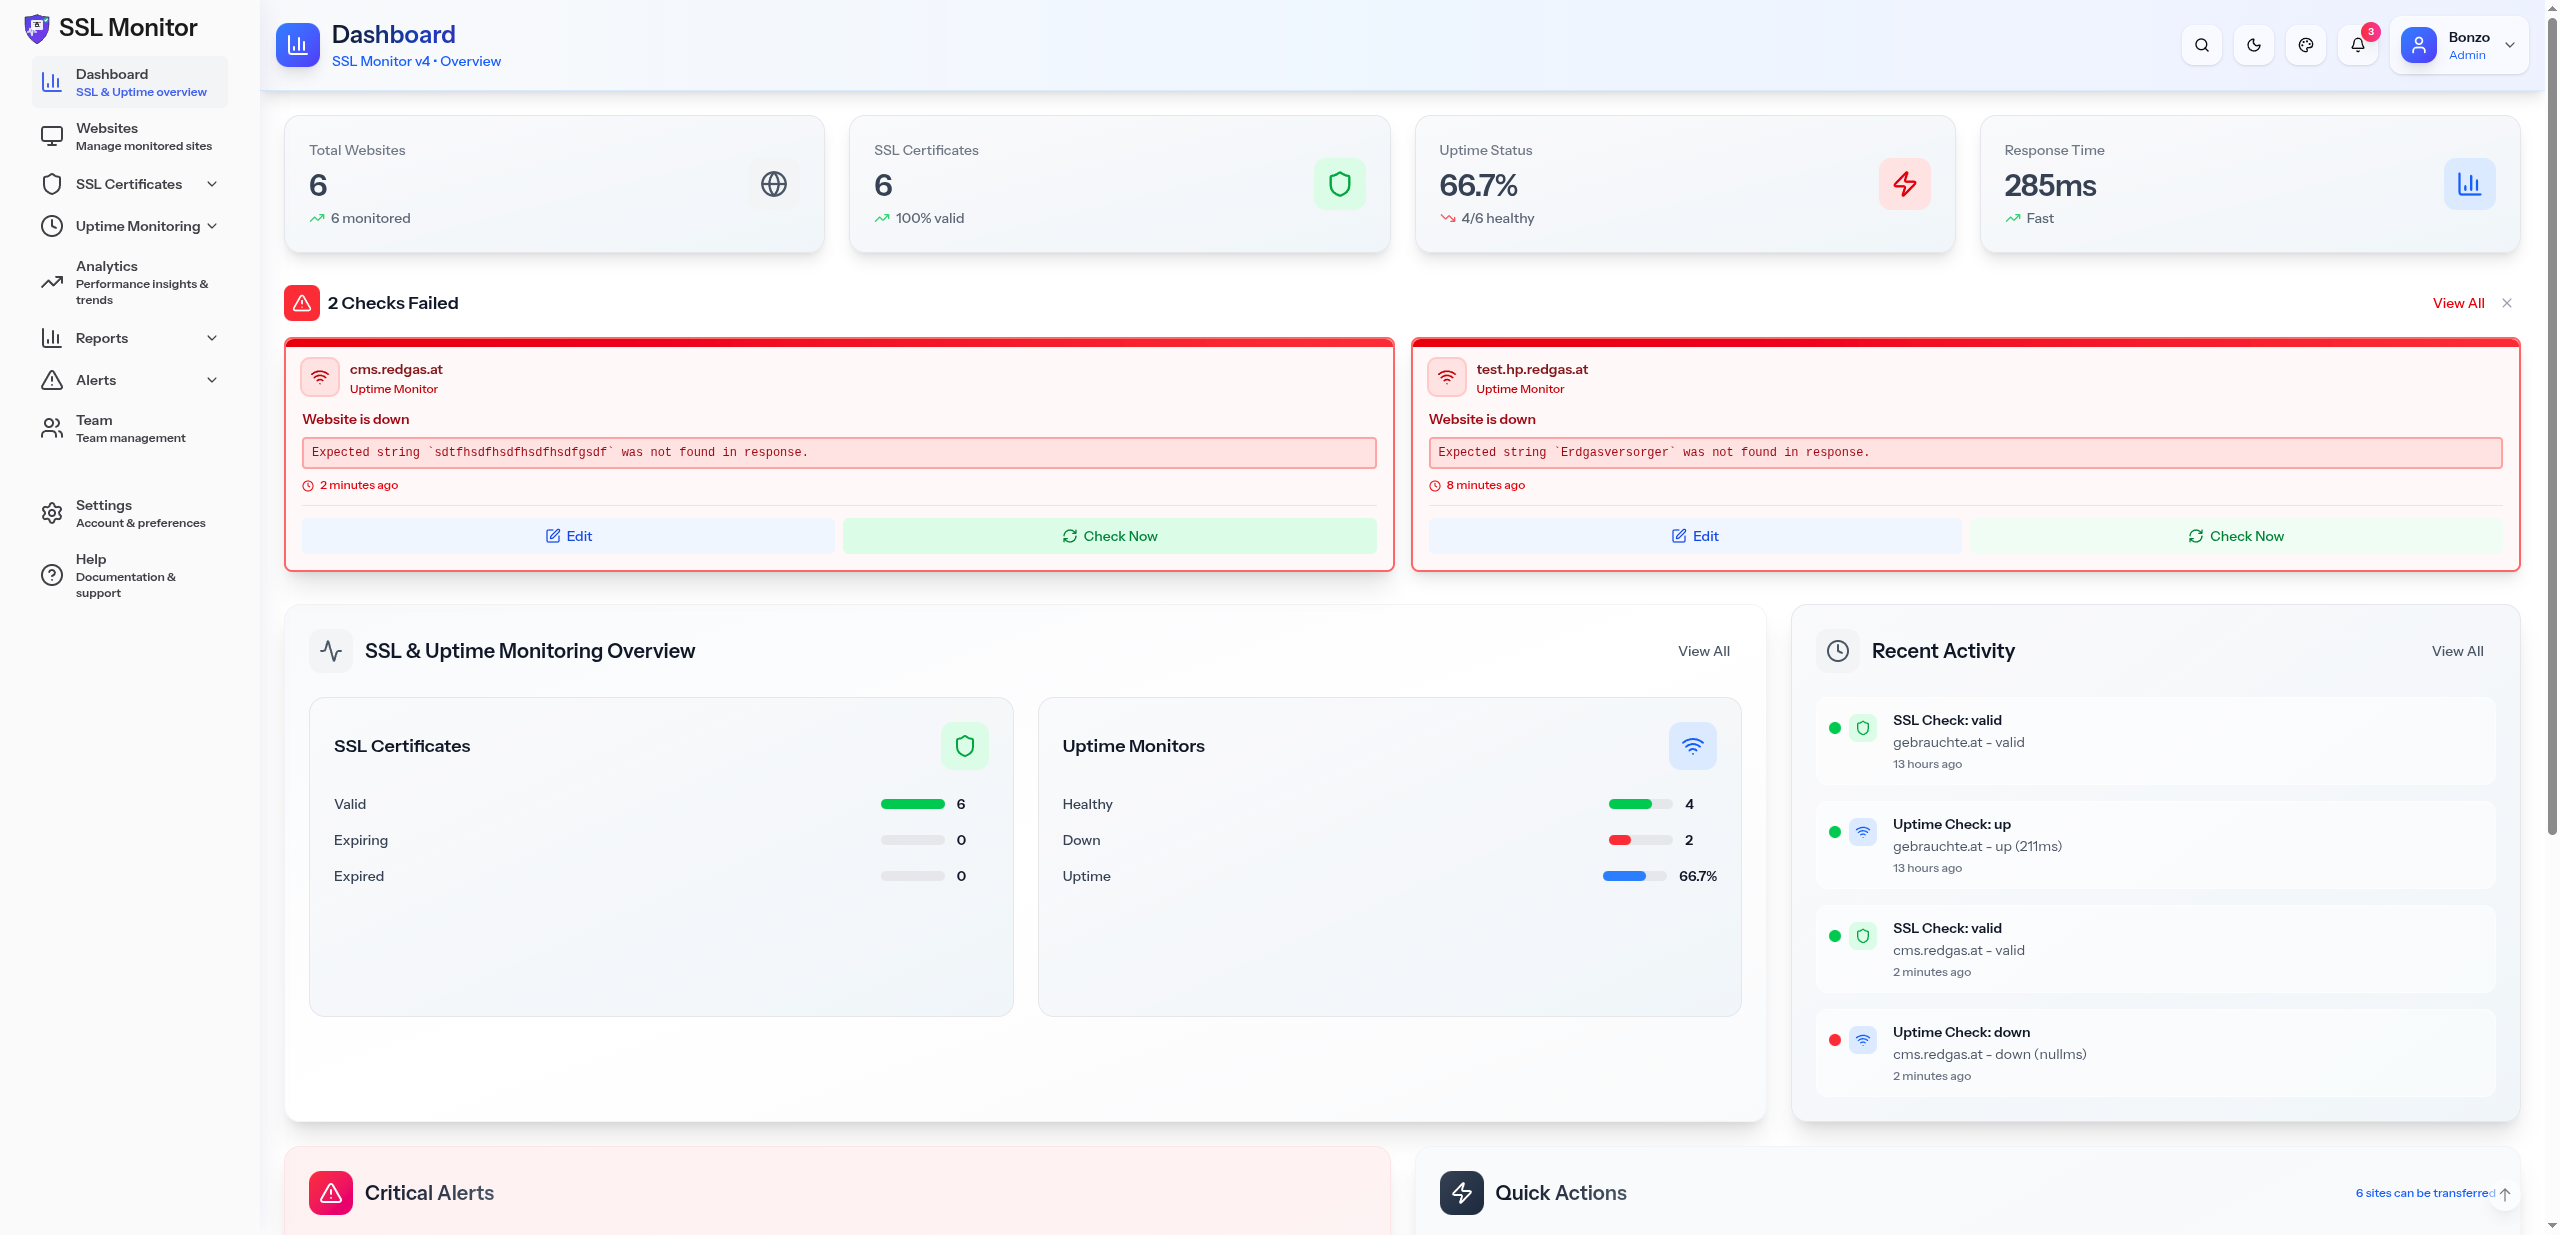 SSL Monitor
Dashboard
SSL & Uptime overview
Websites
Manage monitored sites
SSL Certificates
Uptime Monitoring
Analytics
Performance insights &
trends
Reports
Alerts
Team
Team management
Settings
Account & preferences
Help
Documentation &
support
Dashboard
SSL Monitor v4 • Overview
3
Bonzo
Admin
Total Websites
6
6 monitored
SSL Certificates
6
100% valid
Uptime Status
66.7%
4/6 healthy
Response Time
285ms
Fast
2 Checks Failed
View All
cms.redgas.at
Uptime Monitor
Website is down
Expected string `sdtfhsdfhsdfhsdfhsdfgsdf` was not found in response.
2 minutes ago
Edit
Check Now
test.hp.redgas.at
Uptime Monitor
Website is down
Expected string `Erdgasversorger` was not found in response.
8 minutes ago
Edit
Check Now
SSL & Uptime Monitoring Overview
View All
SSL Certificates
Valid 6
Expiring 0
Expired 0
Uptime Monitors
Healthy 4
Down 2
Uptime 66.7%
Recent Activity
View All
SSL Check: valid
gebrauchte.at - valid
13 hours ago
Uptime Check: up
gebrauchte.at - up (211ms)
13 hours ago
SSL Check: valid
cms.redgas.at - valid
2 minutes ago
Uptime Check: down
cms.redgas.at - down (nullms)
2 minutes ago
Critical Alerts
Quick Actions
6 sites can be transferred